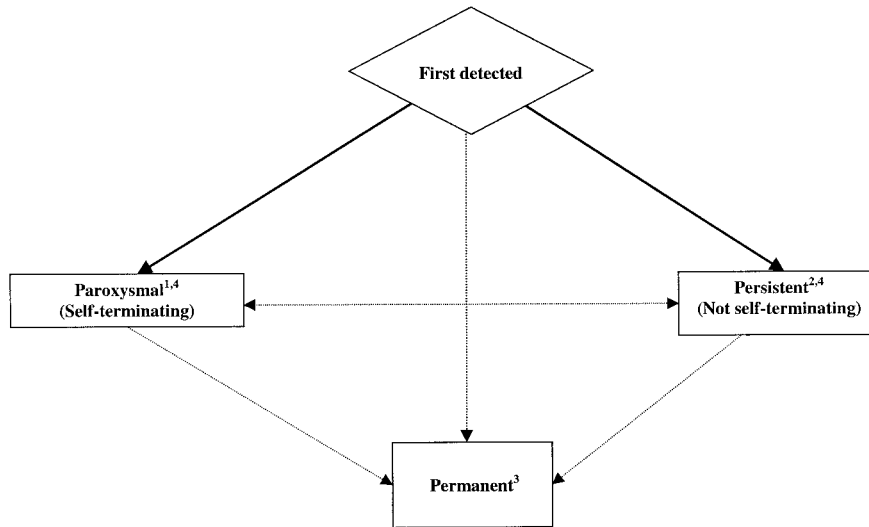 First detected
Paroxysmal1,4
(Self-terminating)
Persistent2,4
(Not self-terminating)
Permanent3